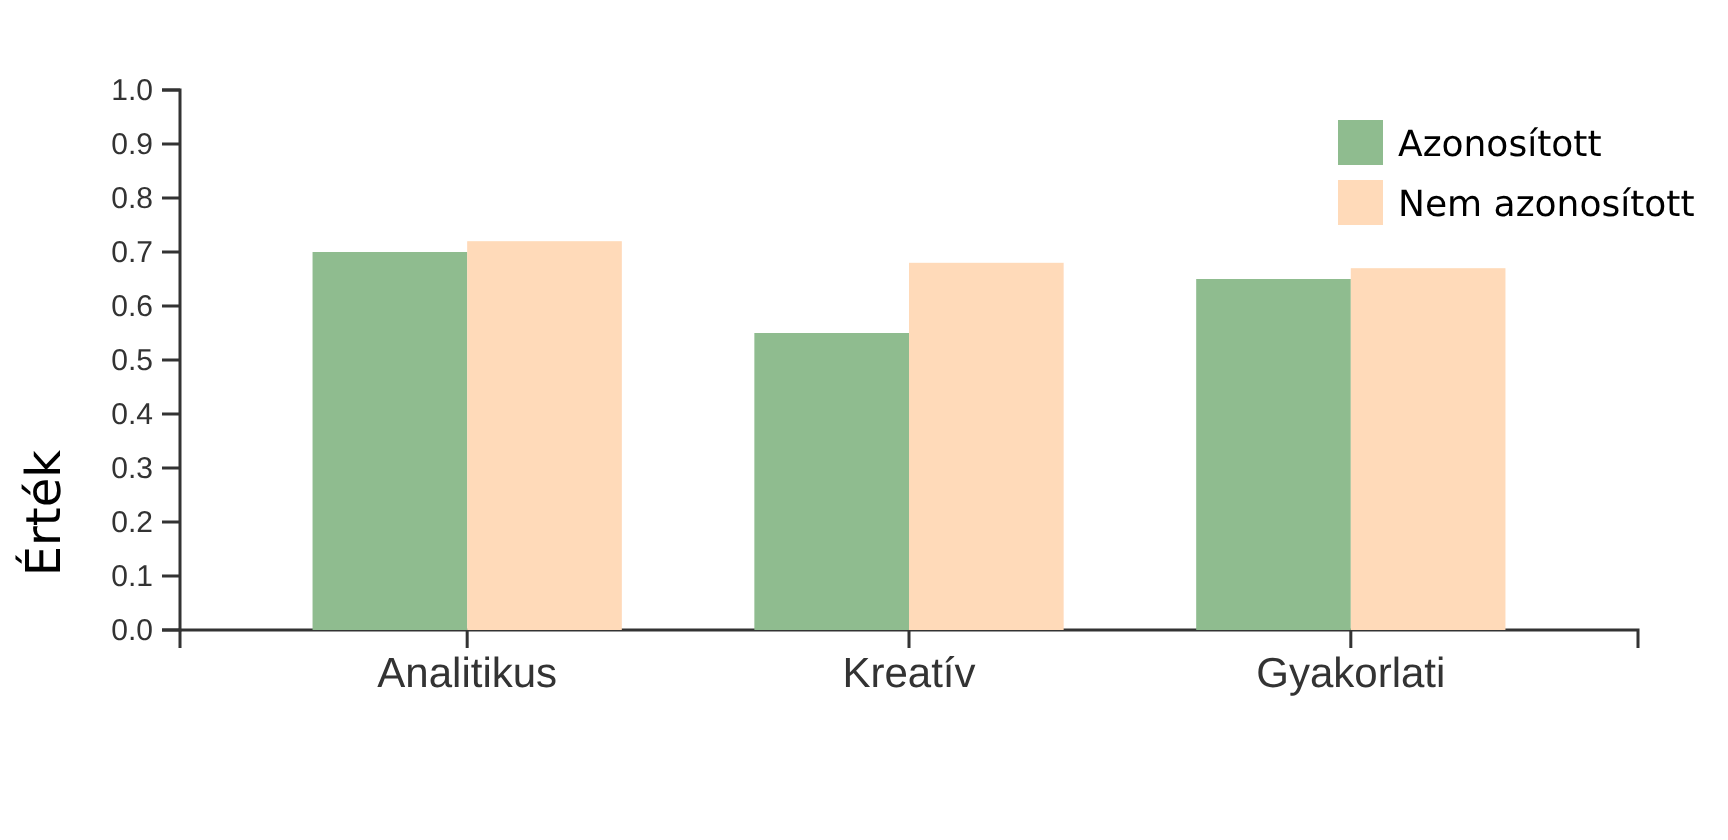 1.0
0.9
0.8
0.7
0.6
0.5
0.4
0.3
0.2
0.1
0.0
Érték
Analitikus
Kreatív
Gyakorlati
Azonosított
Nem azonosított